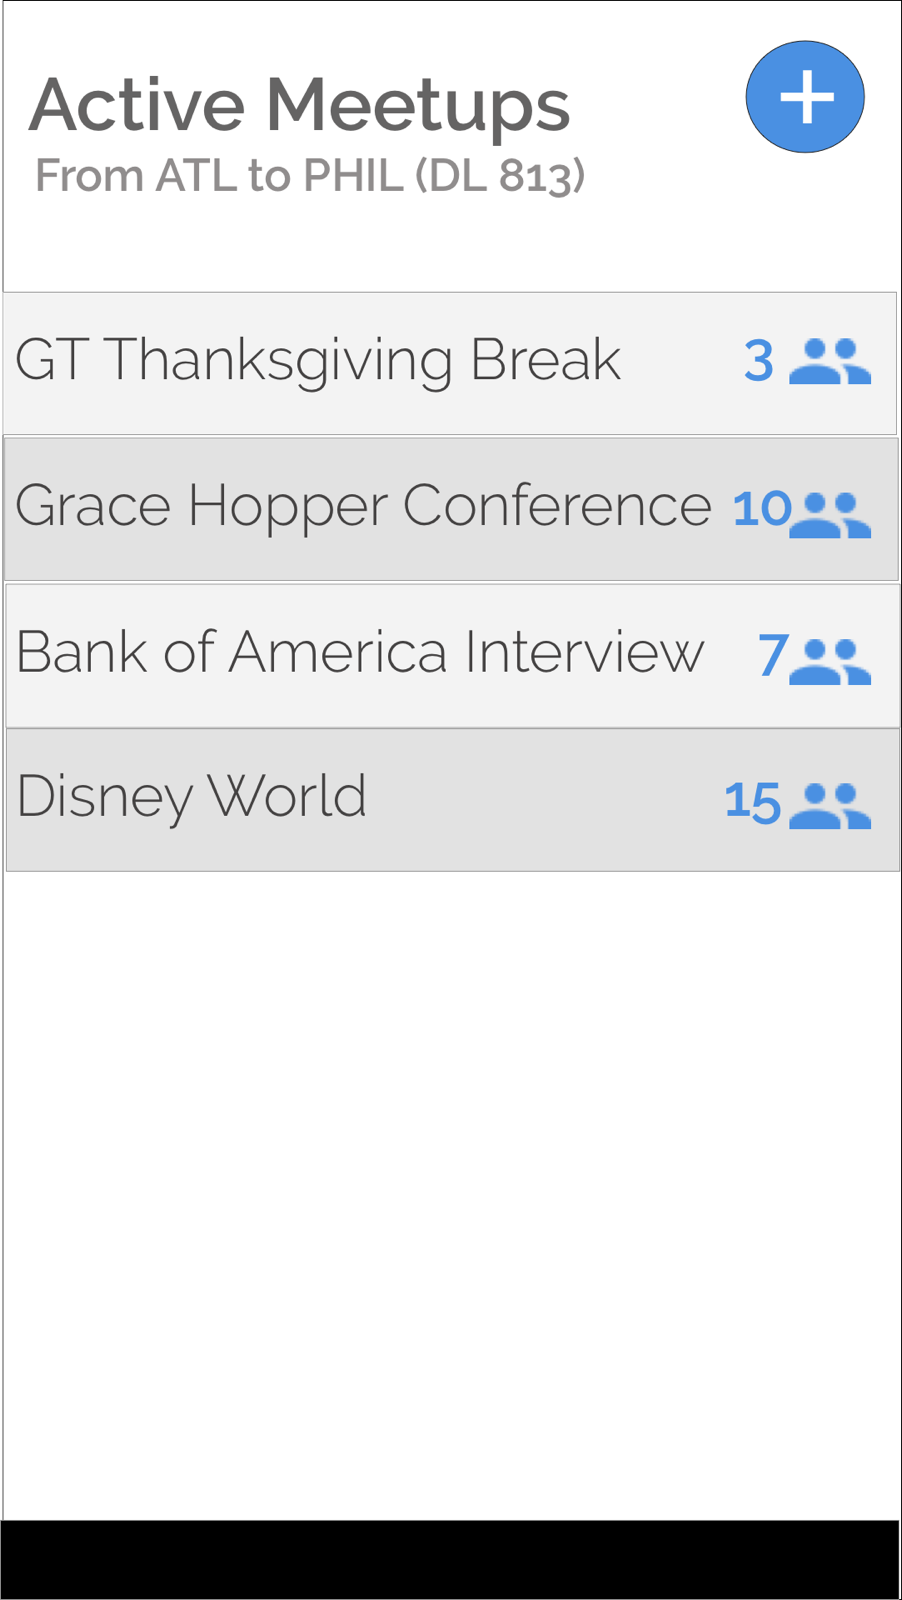 Active Meetups
From ATL to PHIL (DL 813)
GT Thanksgiving Break 3
Grace Hopper Conference 10
Bank of America Interview 7
Disney World 15